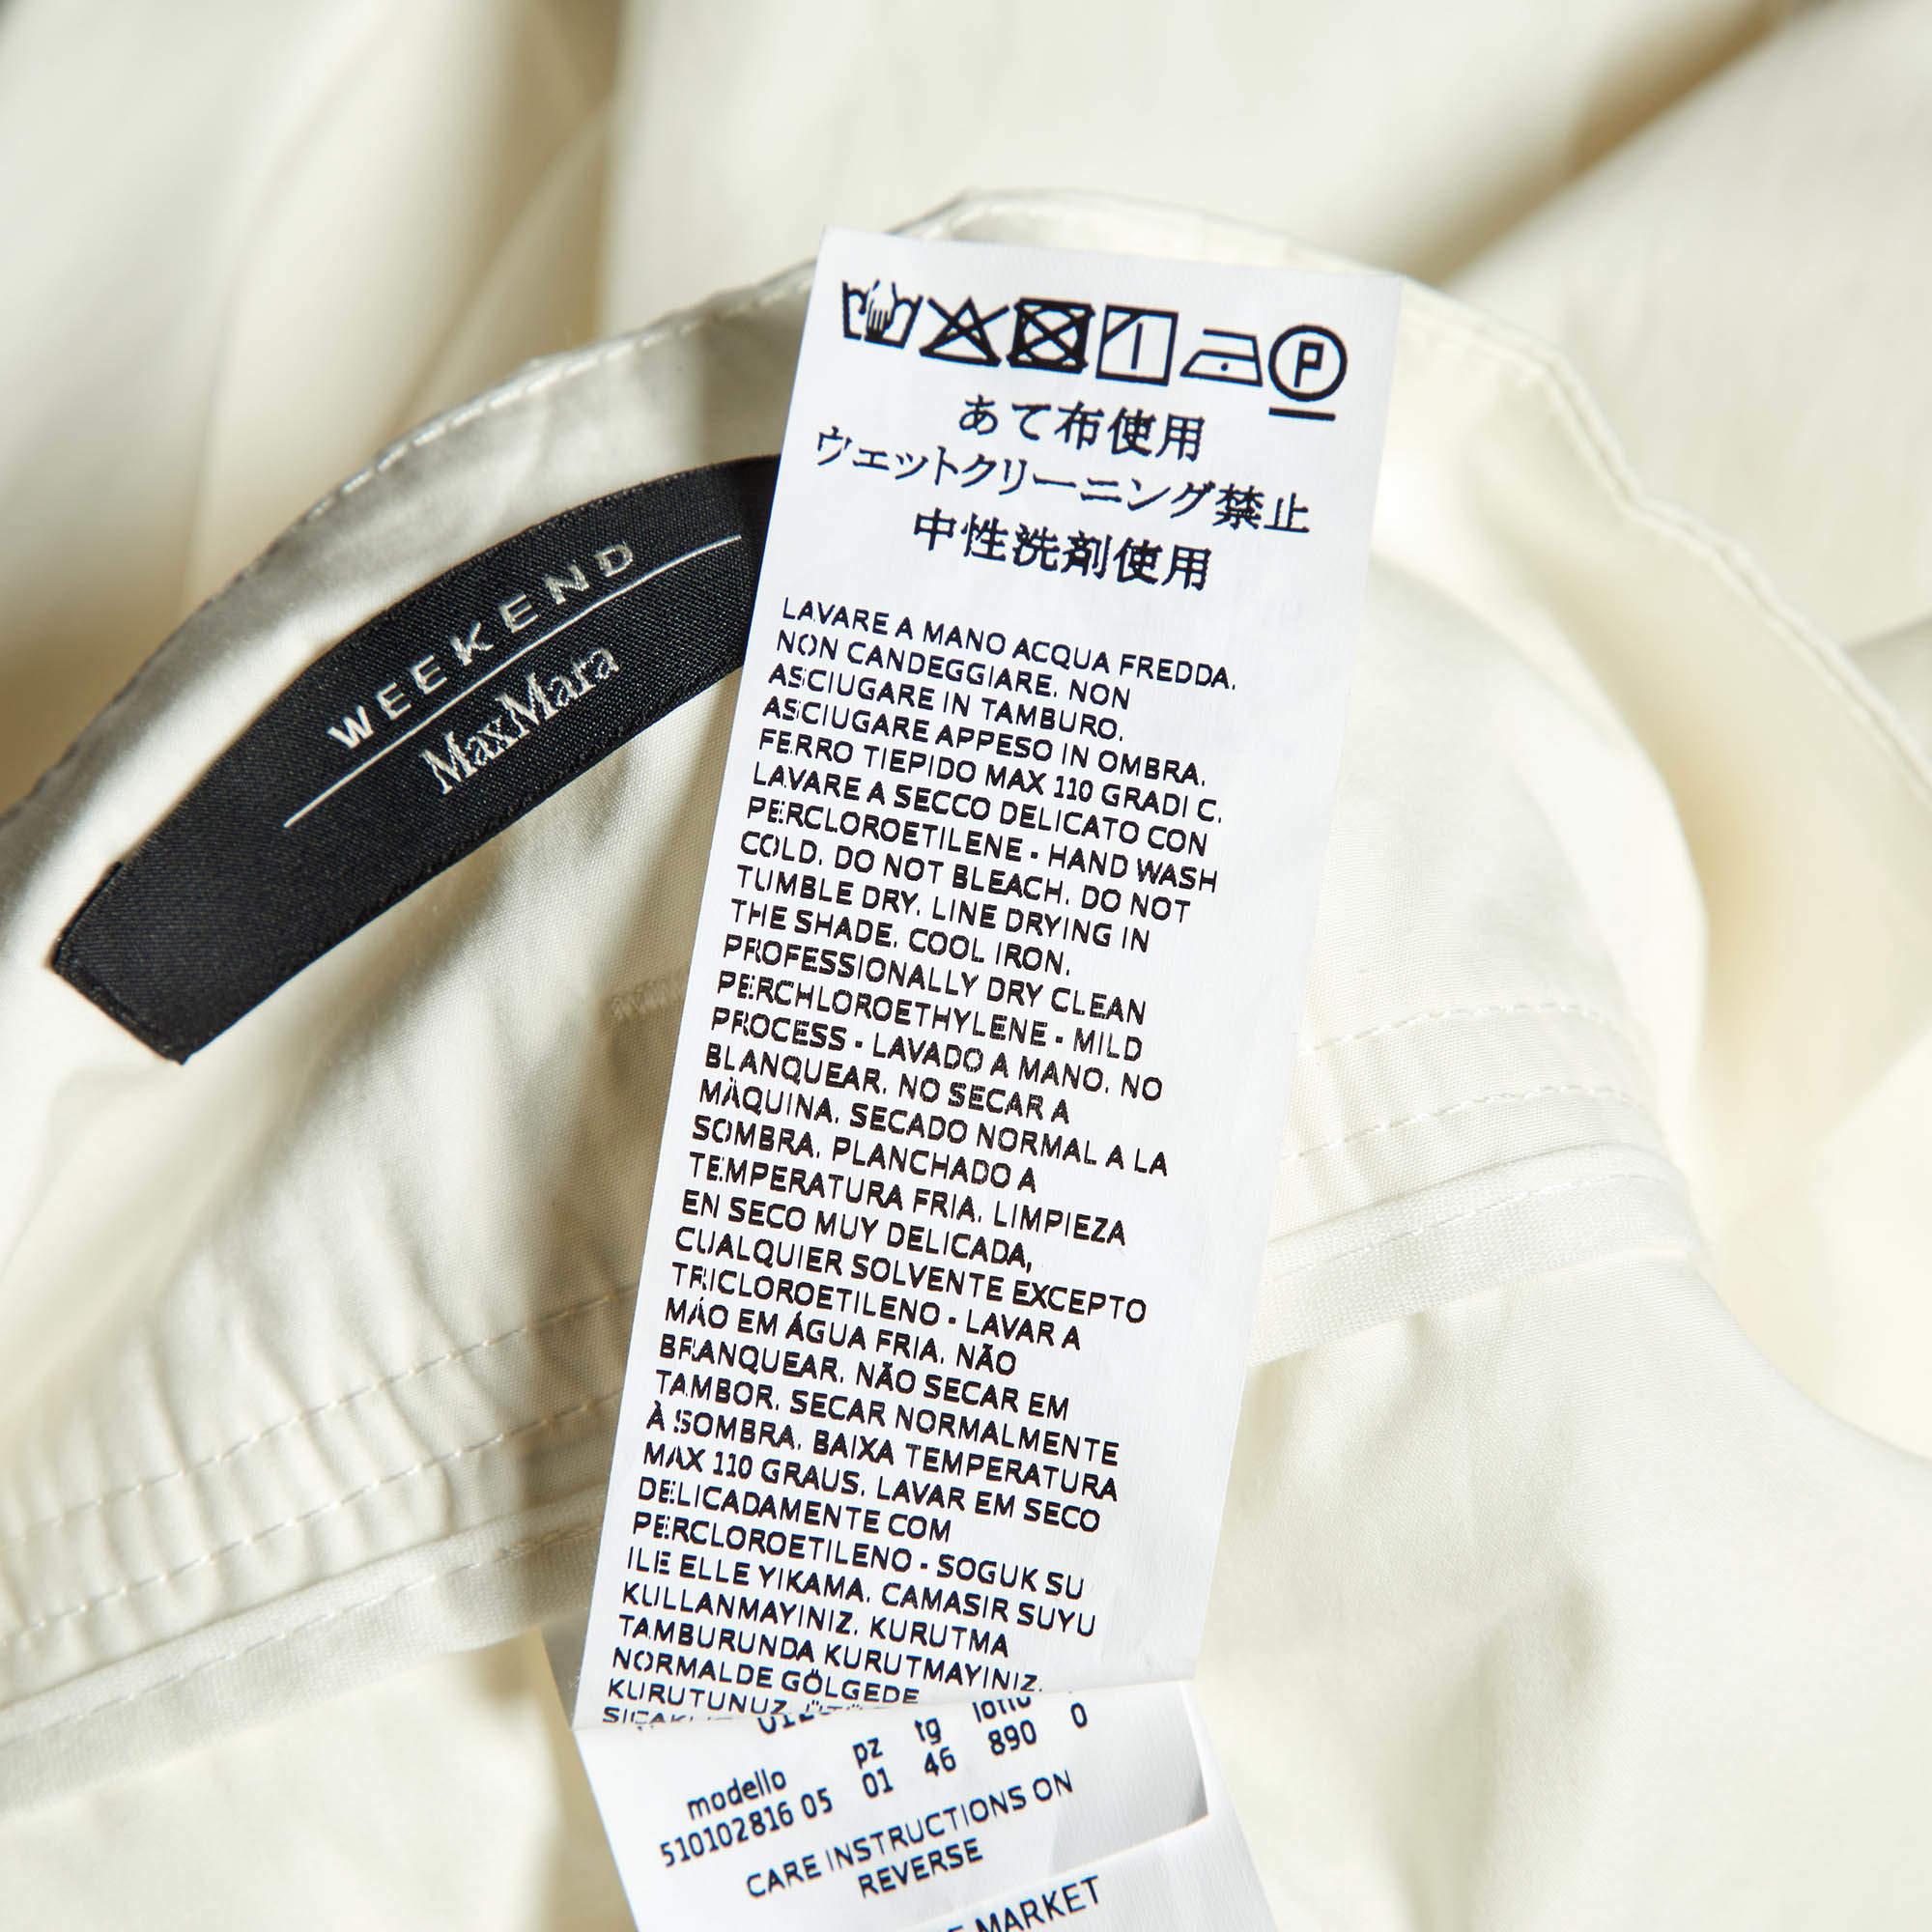 WEEKEND
MaxMara
P
あて布使用
ウェットクリーニング禁止
中性洗剤使用
LAVARE A MANO ACQUA FREDDA.
NON CANDEGGIARE. NON
ASCIUGARE IN TAMBURO.
ASCIUGARE APPESO IN OMBRA.
FERRO TIEPIDO MAX 110 GRADI C.
LAVARE A SECCO DELICATO CON
PERCLOROETILENE - HAND WASH
COLD. DO NOT BLEACH. DO NOT
TUMBLE DRY. LINE DRYING IN
THE SHADE. COOL IRON.
PROFESSIONALLY DRY CLEAN
PERCHLOROETHYLENE - MILD
PROCESS - LAVADO A MANO. NO
BLANQUEAR. NO SECAR A
MÀQUINA. SECADO NORMAL A LA
SOMBRA. PLANCHADO A
TEMPERATURA FRIA. LIMPIEZA
EN SECO MUY DELICADA,
CUALQUIER SOLVENTE EXCEPTO
TRICLOROETILENO - LAVAR A
MÁO EM ÁGUA FRIA. NÃO
BRANQUEAR. NÃO SECAR EM
TAMBOR. SECAR NORMALMENTE
À SOMBRA. BAIXA TEMPERATURA
MAX 110 GRAUS. LAVAR EM SECO
DELICADAMENTE COM
PERCLOROETILENO - SOGUK SU
ILE ELLE YIKAMA. CAMASIR SUYU
KULLANMAYINIZ. KURUTMA
TAMBURUNDA KURUTMAYINIZ.
NORMALDE GÖLGEDE
KURUTUNUZ.
modello pz tg lotto
510102816 05 01 46 890 0
CARE INSTRUCTIONS ON
REVERSE
MARKET